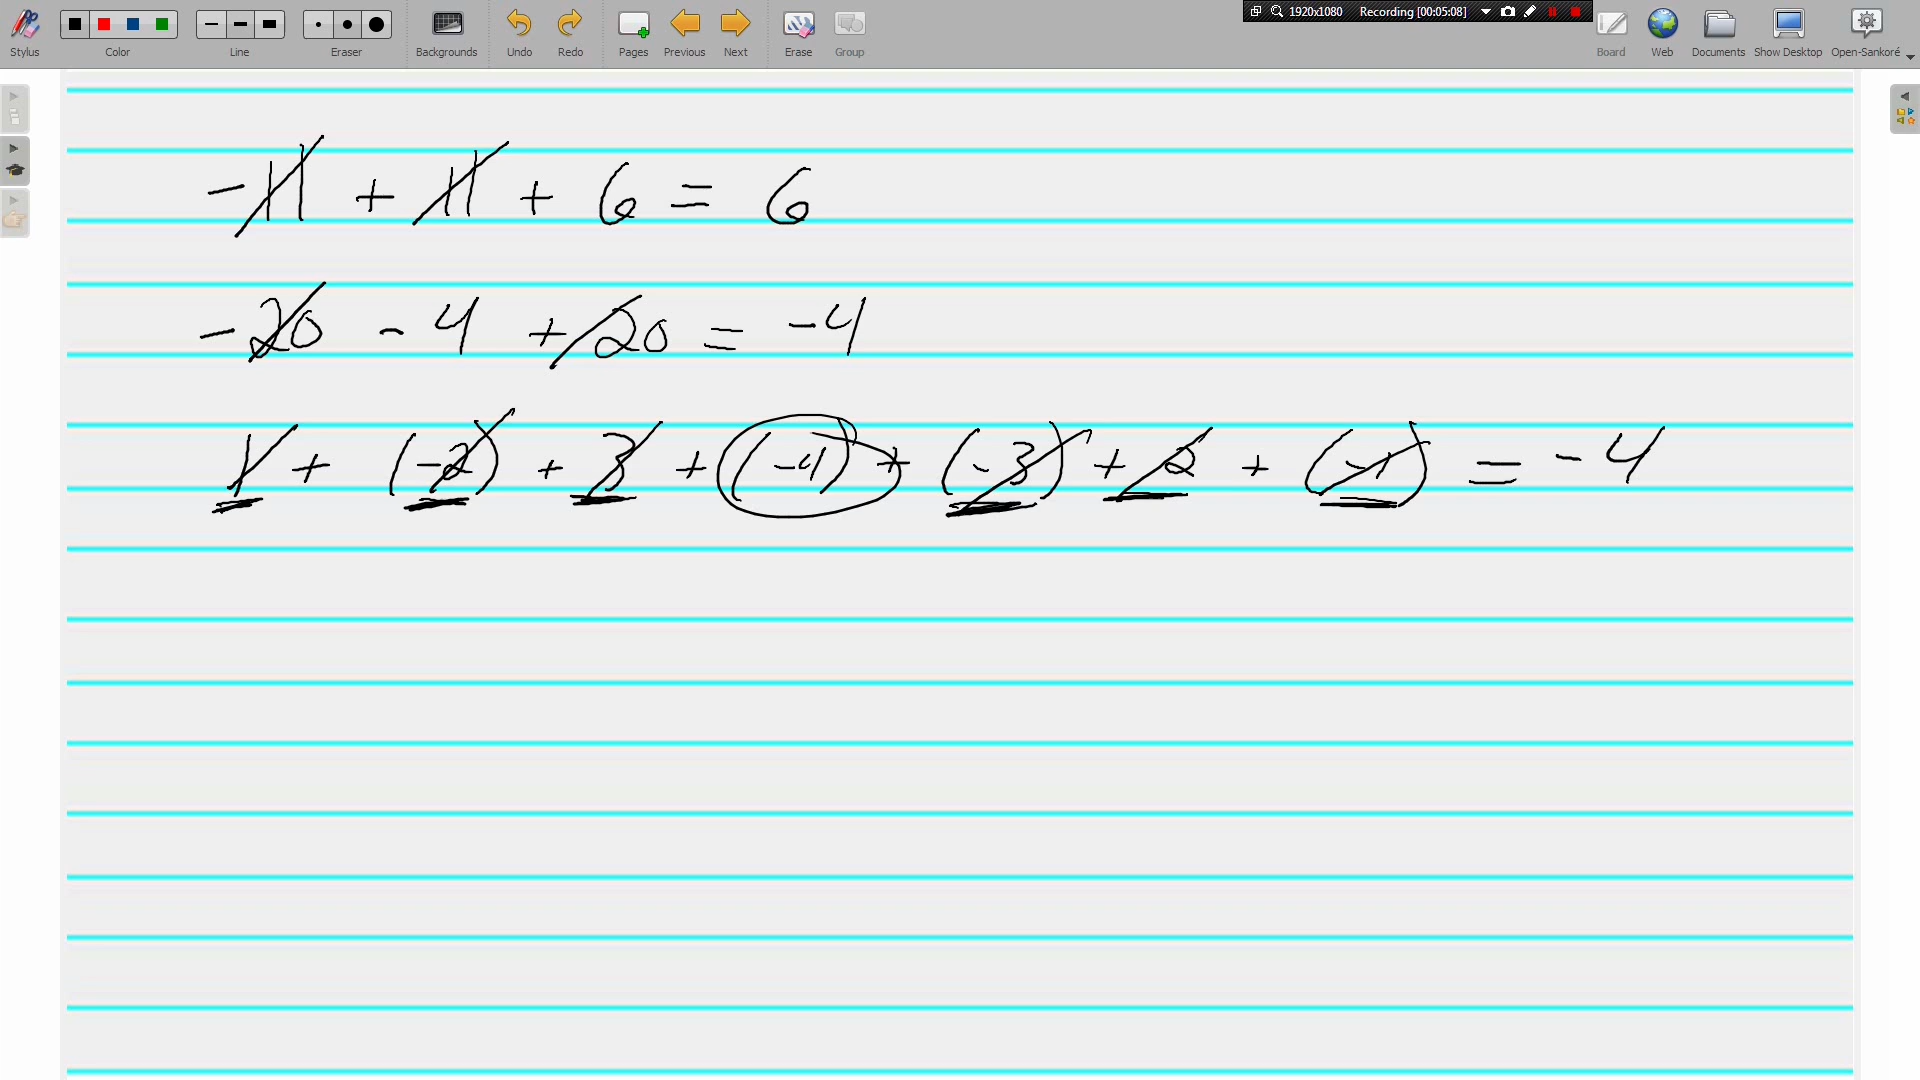 1920x1080 Recording [00:05:08]
Stylus Color Line Eraser Backgrounds Undo Redo Pages Previous Next Erase Group Board Web Documents Show Desktop Open-Sankoré
-11 + 11 + 6 = 6
-20 - 4 + 20 = -4
1 + (-2) + 3 + (-4) + (-3) + 2 + (-1) = -4